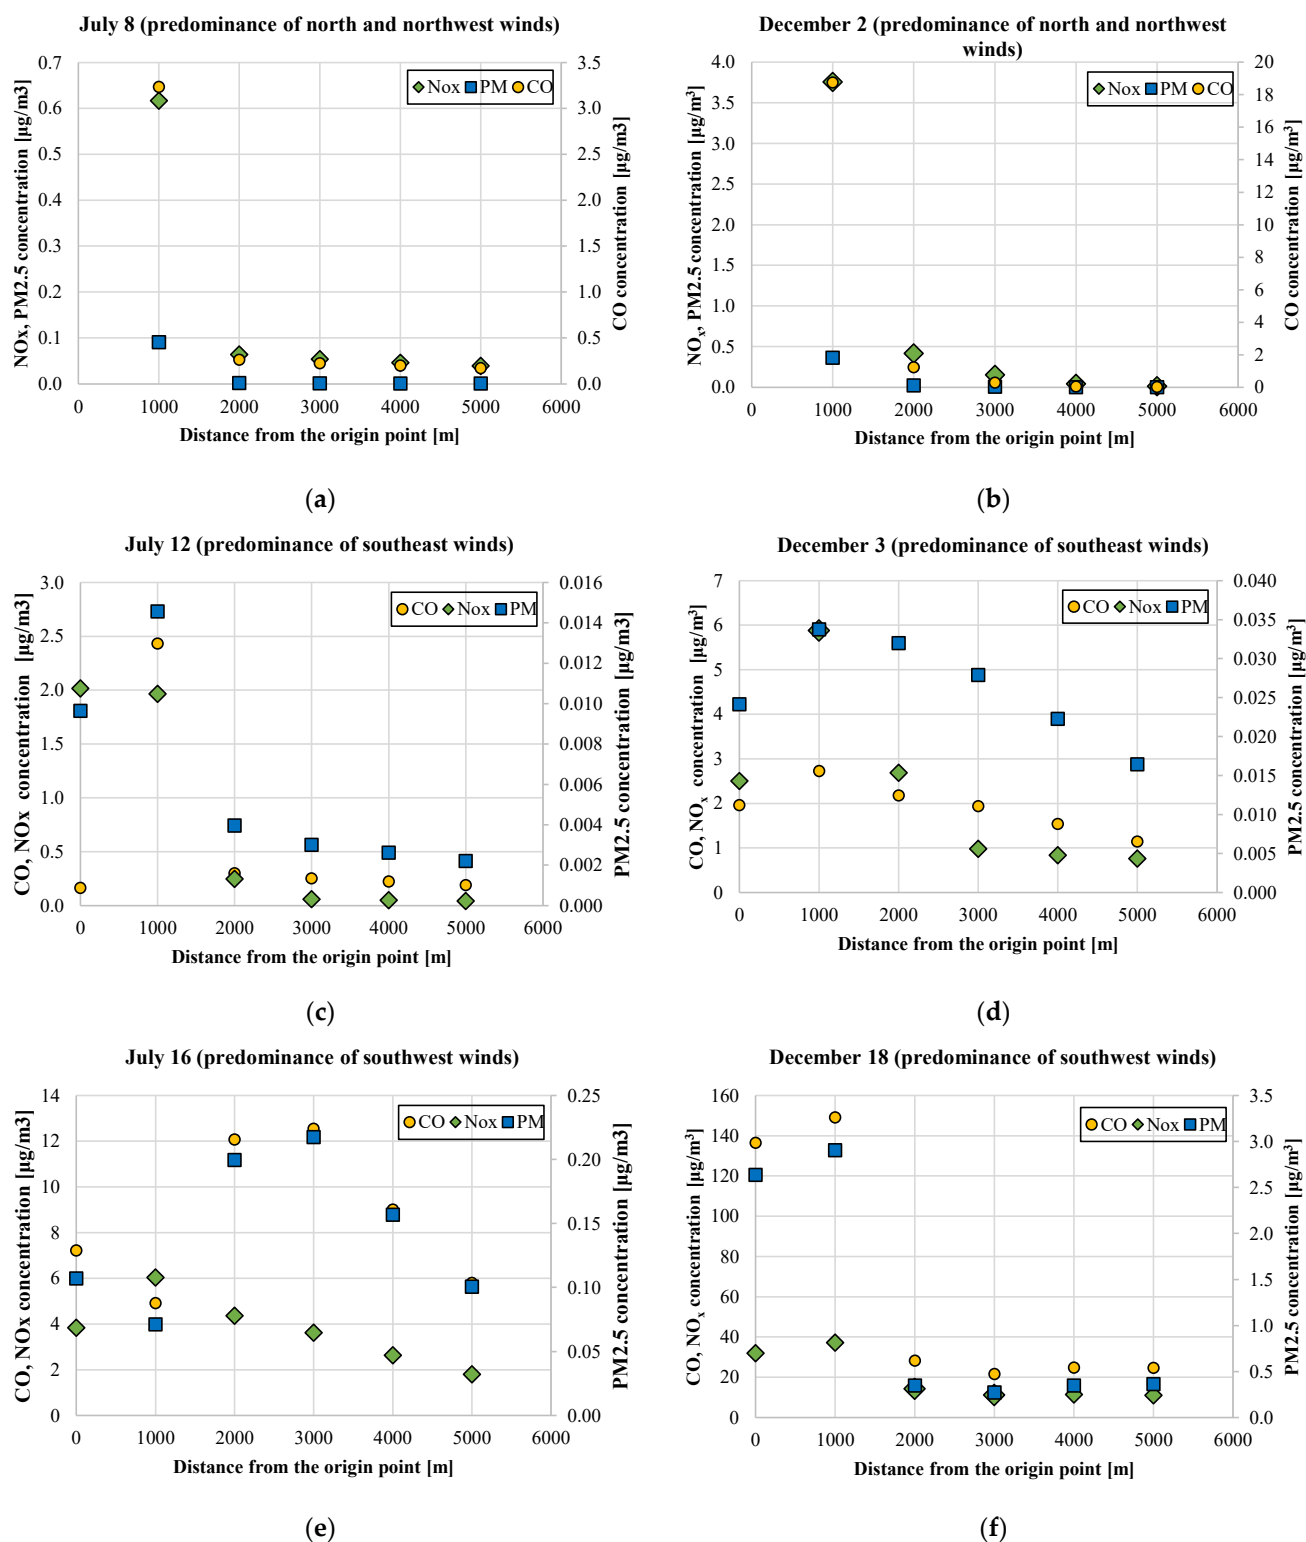 July 8 (predominance of north and northwest winds)
0.7
0.6
0.5
0.4
0.3
0.2
0.1
0.0
3.5
3.0
2.5
2.0
1.5
1.0
0.5
0.0
NOx, PM2.5 concentration [µg/m3]
CO concentration [µg/m3]
Nox PM CO
0 1000 2000 3000 4000 5000 6000
Distance from the origin point [m]
(a)
December 2 (predominance of north and northwest
winds)
4.0
3.5
3.0
2.5
2.0
1.5
1.0
0.5
0.0
20
18
16
14
12
10
8
6
4
2
0
NOx, PM2.5 concentration [µg/m³]
CO concentration [µg/m³]
Nox PM CO
0 1000 2000 3000 4000 5000 6000
Distance from the origin point [m]
(b)
July 12 (predominance of southeast winds)
3.0
2.5
2.0
1.5
1.0
0.5
0.0
0.016
0.014
0.012
0.010
0.008
0.006
0.004
0.002
0.000
CO, NOx concentration [µg/m3]
PM2.5 concentration [µg/m3]
CO Nox PM
0 1000 2000 3000 4000 5000 6000
Distance from the origin point [m]
(c)
December 3 (predominance of southeast winds)
7
6
5
4
3
2
1
0
0.040
0.035
0.030
0.025
0.020
0.015
0.010
0.005
0.000
CO, NOx concentration [µg/m³]
PM2.5 concentration [µg/m³]
CO Nox PM
0 1000 2000 3000 4000 5000 6000
Distance from the origin point [m]
(d)
July 16 (predominance of southwest winds)
14
12
10
8
6
4
2
0
0.25
0.20
0.15
0.10
0.05
0.00
CO, NOx concentration [µg/m3]
PM2.5 concentration [µg/m3]
CO Nox PM
0 1000 2000 3000 4000 5000 6000
Distance from the origin point [m]
(e)
December 18 (predominance of southwest winds)
160
140
120
100
80
60
40
20
0
3.5
3.0
2.5
2.0
1.5
1.0
0.5
0.0
CO, NOx concentration [µg/m³]
PM2.5 concentration [µg/m³]
CO Nox PM
0 1000 2000 3000 4000 5000 6000
Distance from the origin point [m]
(f)